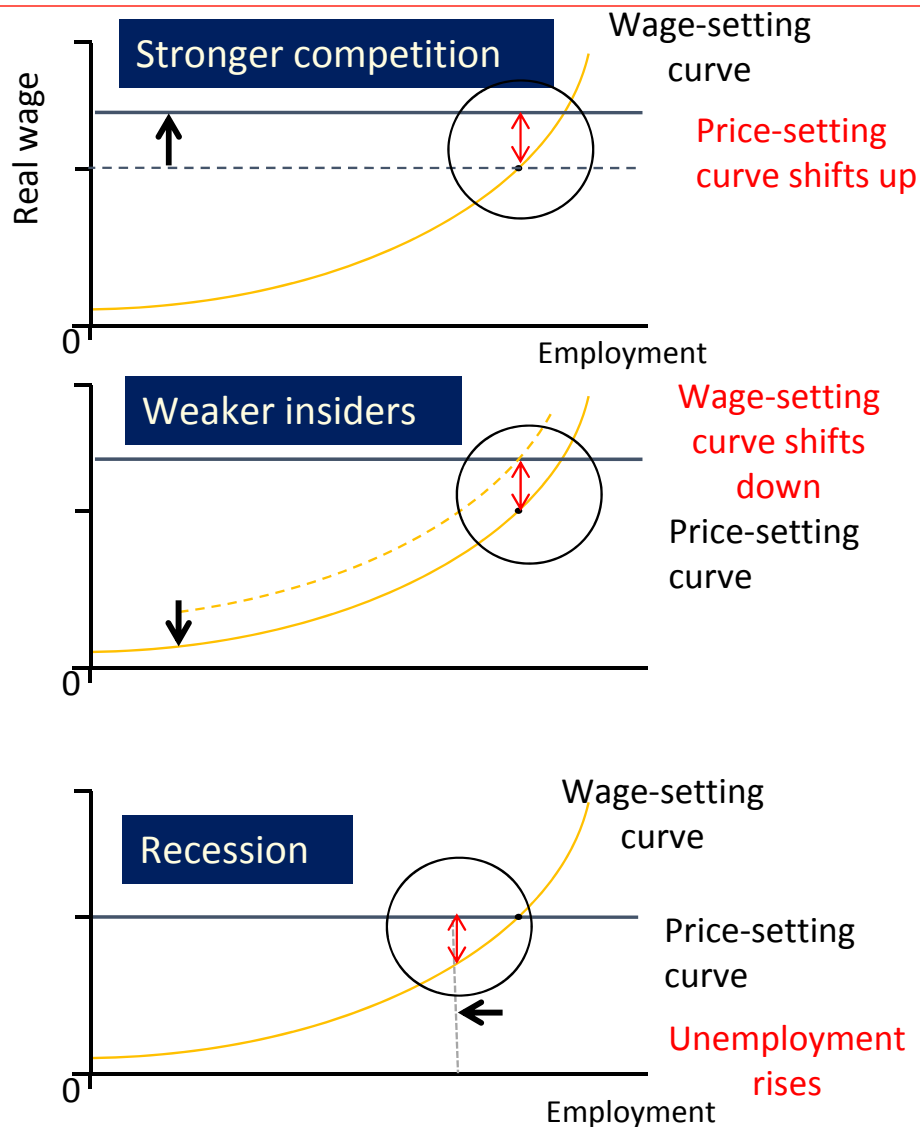 Stronger competition
Wage-setting
curve
Real wage
Price-setting
curve shifts up
0
Employment
Weaker insiders
Wage-setting
curve shifts
down
Price-setting
curve
0
Wage-setting
curve
Recession
Price-setting
curve
Unemployment
rises
0
Employment